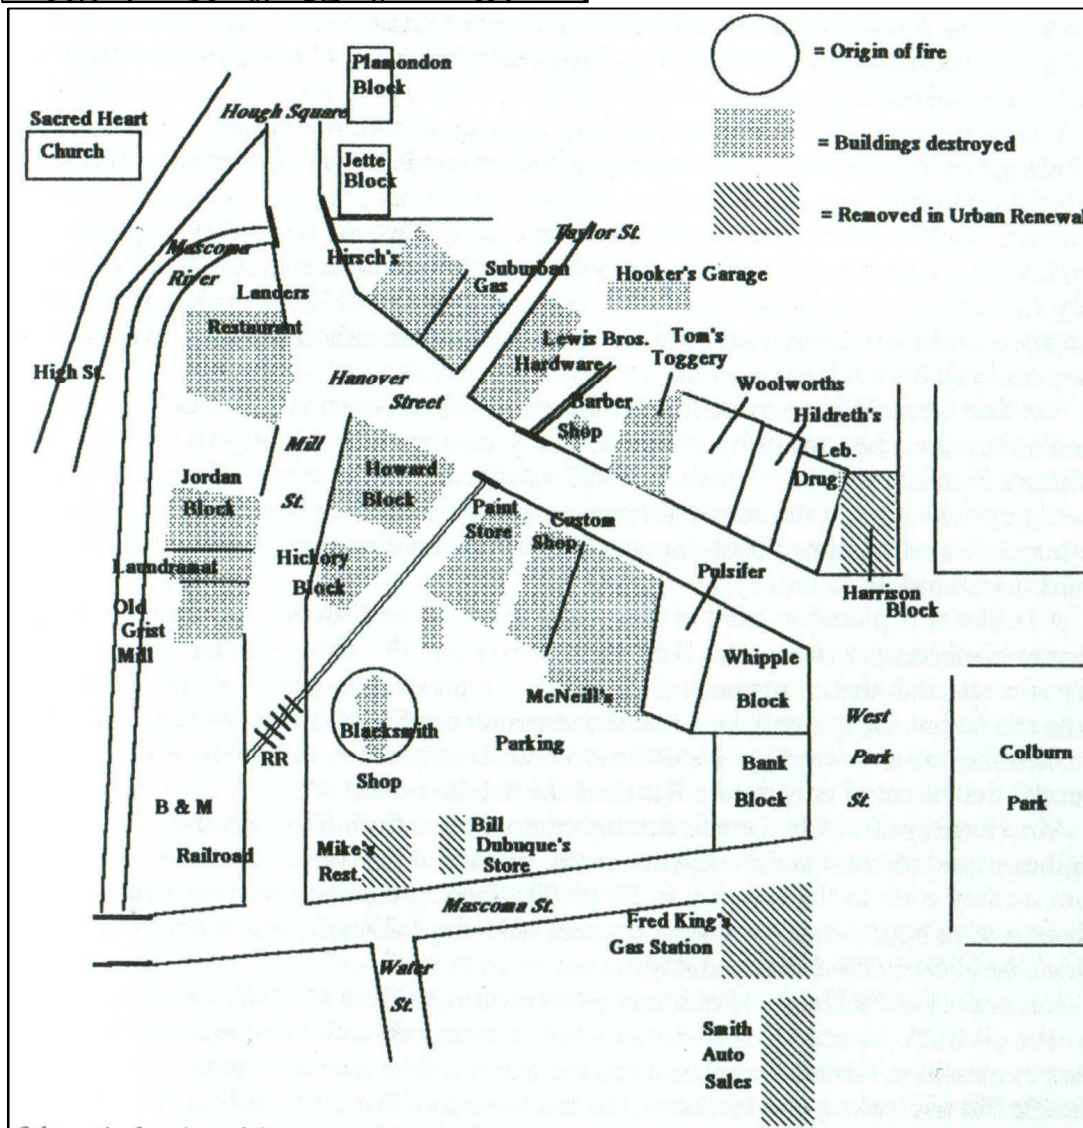 = Origin of fire
Plamondon
Block
Hough Square
Sacred Heart
Church
= Buildings destroyed
Jette
Block
= Removed in Urban Renewal
Mascoma
River
Hirsch's
Taylor St.
Suburban
Gas
Hooker's Garage
Landers
Restaurant
Lewis Bros.
Hardware
Tom's
Toggery
High St.
Hanover
Street
Barber
Shop
Woolworths
Hildreth's
Mill
St.
Leb.
Drug
Howard
Block
Jordan
Block
Paint
Store
Custom
Shop
Hickory
Block
Laundramat
Pulsifer
Harrison
Block
Old
Grist
Mill
Whipple
Block
McNeill's
West
Park
St.
Blacksmith
Shop
Parking
RR
Bank
Block
Colburn
Park
B & M
Railroad
Mike's
Rest.
Bill
Dubuque's
Store
Mascoma St.
Fred King's
Gas Station
Water
St.
Smith
Auto
Sales